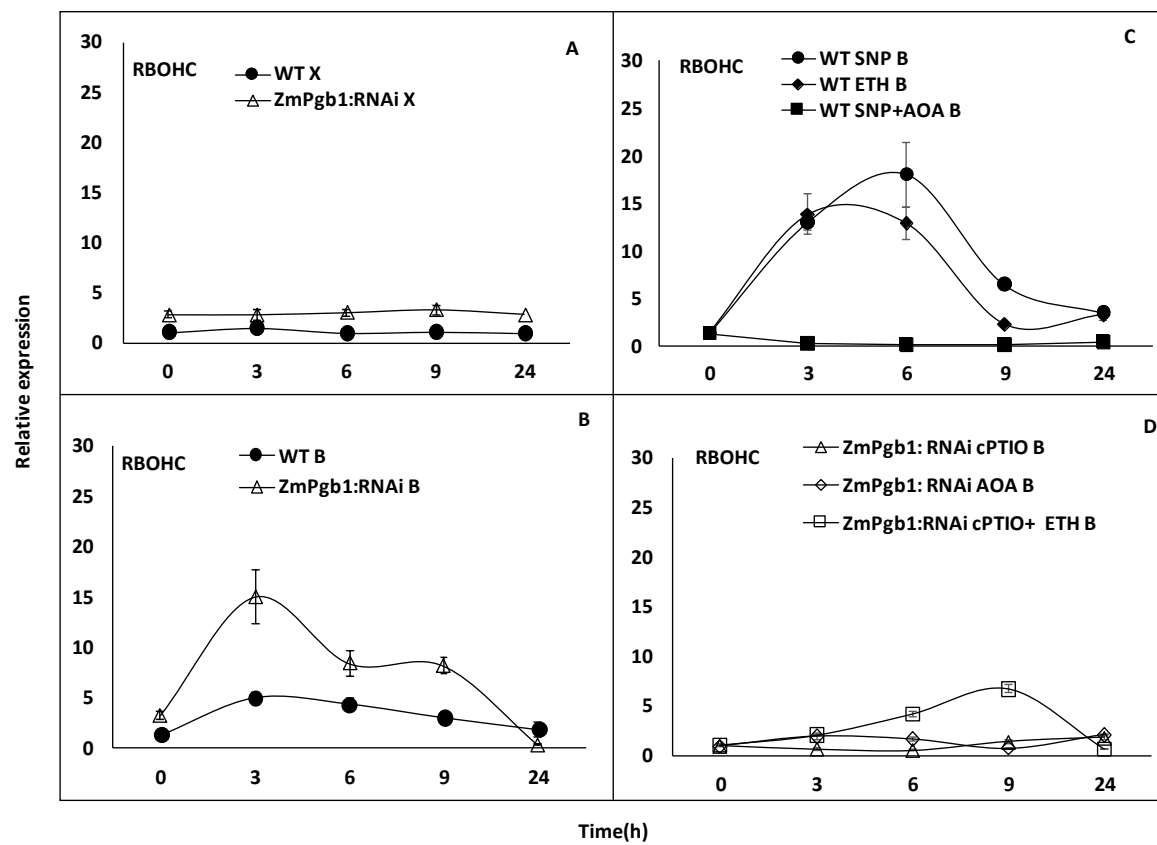 Relative expression
A
RBOHC
WT X
ZmPgb1:RNAi X
30
25
20
15
10
5
0
0 3 6 9 24
B
RBOHC
WT B
ZmPgb1:RNAi B
30
25
20
15
10
5
0
0 3 6 9 24
C
RBOHC
WT SNP B
WT ETH B
WT SNP+AOA B
30
25
20
15
10
5
0
0 3 6 9 24
D
RBOHC
ZmPgb1: RNAi cPTIO B
ZmPgb1: RNAi AOA B
ZmPgb1:RNAi cPTIO+ ETH B
30
25
20
15
10
5
0
0 3 6 9 24
Time(h)